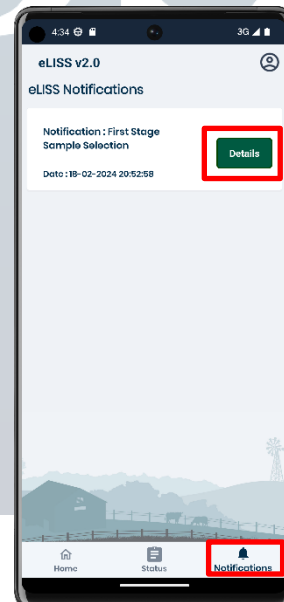 4:34
3G
eLISS v2.0
eLISS Notifications
Notification : First Stage
Sample Selection
Details
Date : 18-02-2024 20:52:58
Home
Status
Notifications